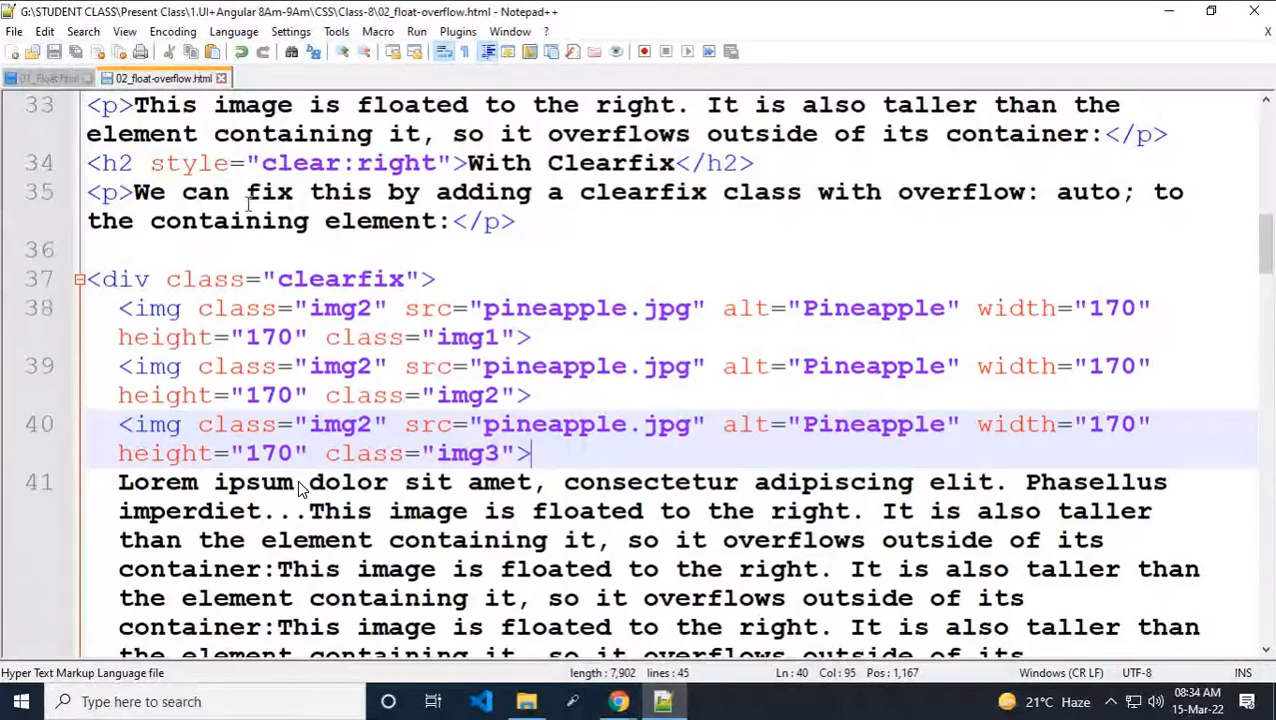 G:\STUDENT CLASS\Present Class\1.UI+Angular 8Am-9Am\CSS\Class-8\02_float-overflow.html - Notepad++
File Edit Search View Encoding Language Settings Tools Macro Run Plugins Window ? X
01_Float.html 02_float-overflow.html
33 <p>This image is floated to the right. It is also taller than the
element containing it, so it overflows outside of its container:</p>
34 <h2 style="clear:right">With Clearfix</h2>
35 <p>We can fix this by adding a clearfix class with overflow: auto; to
the containing element:</p>
36
37 <div class="clearfix">
38 <img class="img2" src="pineapple.jpg" alt="Pineapple" width="170"
height="170" class="img1">
39 <img class="img2" src="pineapple.jpg" alt="Pineapple" width="170"
height="170" class="img2">
40 <img class="img2" src="pineapple.jpg" alt="Pineapple" width="170"
height="170" class="img3">
41 Lorem ipsum dolor sit amet, consectetur adipiscing elit. Phasellus
imperdiet...This image is floated to the right. It is also taller
than the element containing it, so it overflows outside of its
container:This image is floated to the right. It is also taller than
the element containing it, so it overflows outside of its
container:This image is floated to the right. It is also taller than
the element containing it, so it overflows outside of its
Hyper Text Markup Language file length : 7,902 lines : 45 Ln : 40 Col : 95 Pos : 1,167 Windows (CR LF) UTF-8 INS
Type here to search 21°C Haze 08:34 AM
15-Mar-22